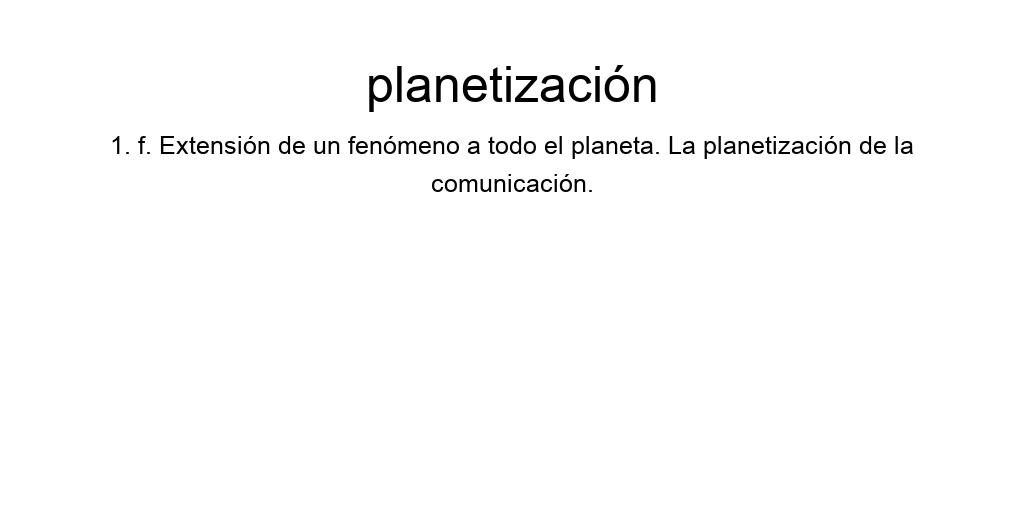 planetización
1. f. Extensión de un fenómeno a todo el planeta. La planetización de la
comunicación.